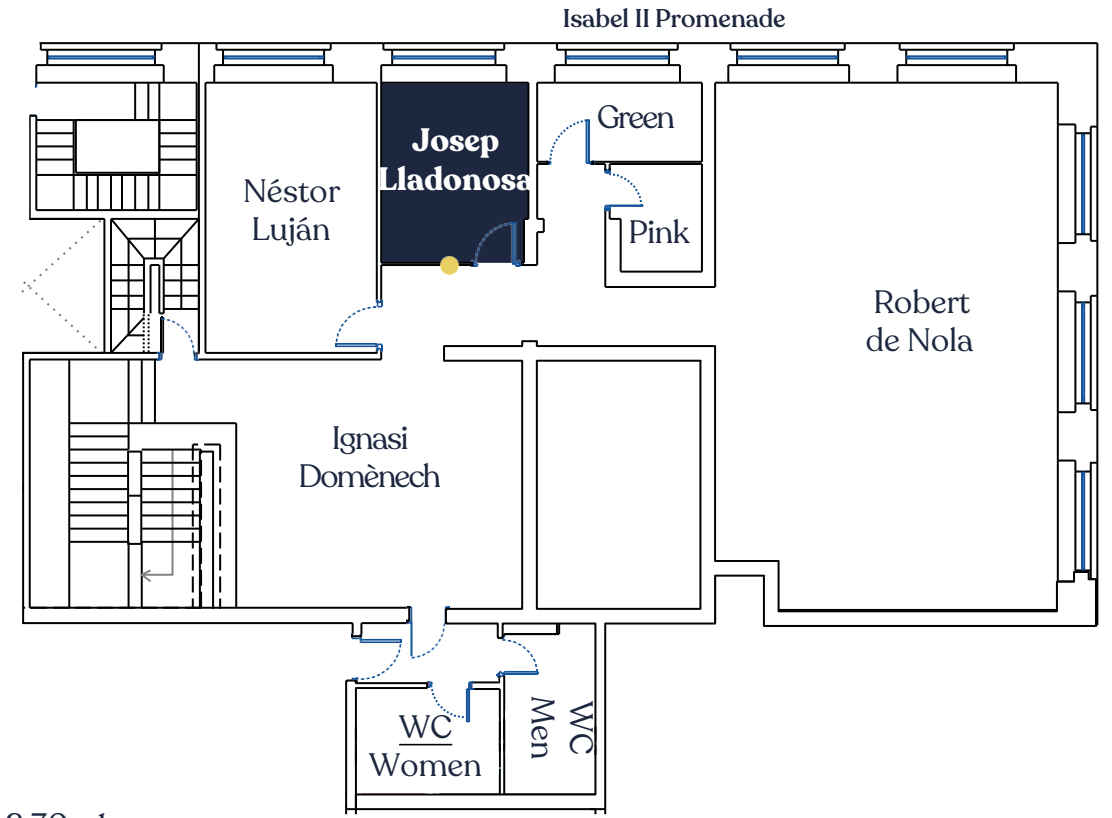 Isabel II Promenade
Green
Josep
Lladonosa
Néstor
Luján
Pink
Robert
de Nola
Ignasi
Domènech
WC
Women
WC
Men